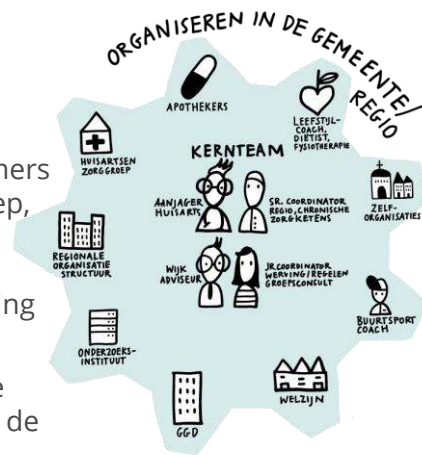 ORGANISEREN IN DE GEMEENTE/
REGIO
APOTHEKERS
LEEFSTIJL-
COACH,
DIËTIST,
FYSIOTHERAPIE
HUISARTSEN
ZORGGROEP
KERNTEAM
AANJAGER
HUISARTS
SR. COORDINATOR
REGIO, CHRONISCHE
ZORGKETENS
ZELF-
ORGANISATIES
REGIONALE
ORGANISATIE
STRUCTUUR
WIJK
ADVISEUR
JR. COORDINATOR
WERVING/REGELEN
GROEPSCONSULT
BUURTSPORT
COACH
ONDERZOEKS-
INSTITUUT
GGD
WELZIJN
ners
ep,
ing
e
de